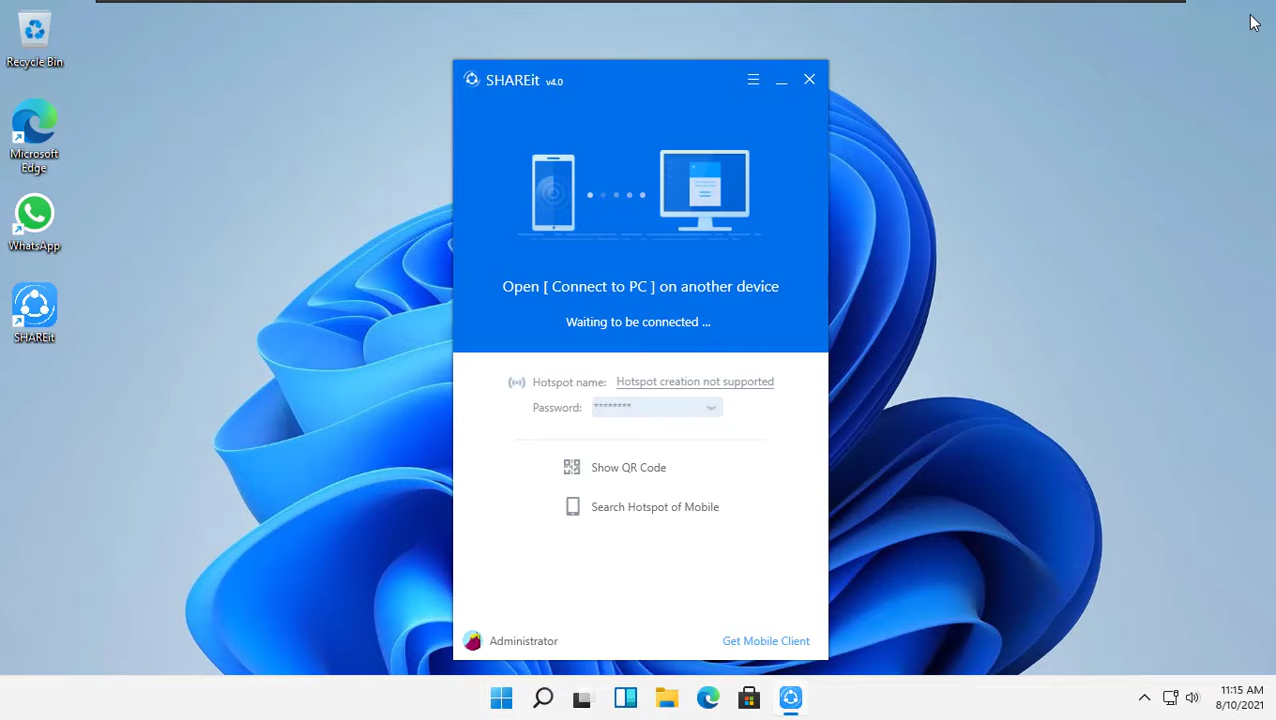 Recycle Bin
Microsoft
Edge
WhatsApp
SHAREit
SHAREit v4.0
Open [ Connect to PC ] on another device
Waiting to be connected ...
Hotspot name: Hotspot creation not supported
Password: ********
Show QR Code
Search Hotspot of Mobile
Administrator
Get Mobile Client
11:15 AM
8/10/2021